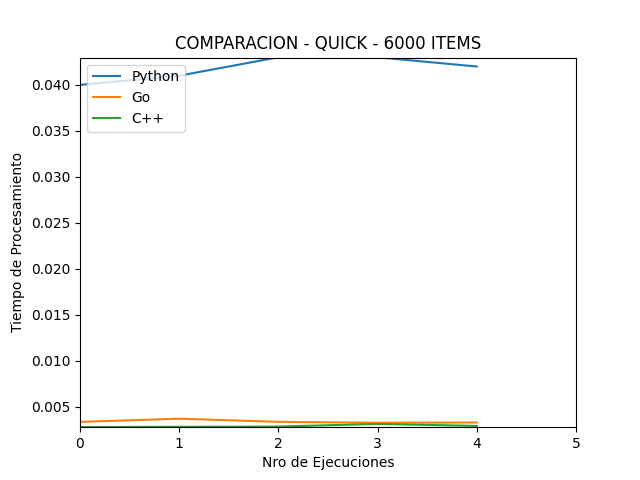 COMPARACION - QUICK - 6000 ITEMS
Python
Go
C++
0.040
0.035
0.030
0.025
0.020
0.015
0.010
0.005
Tiempo de Procesamiento
0 1 2 3 4 5
Nro de Ejecuciones